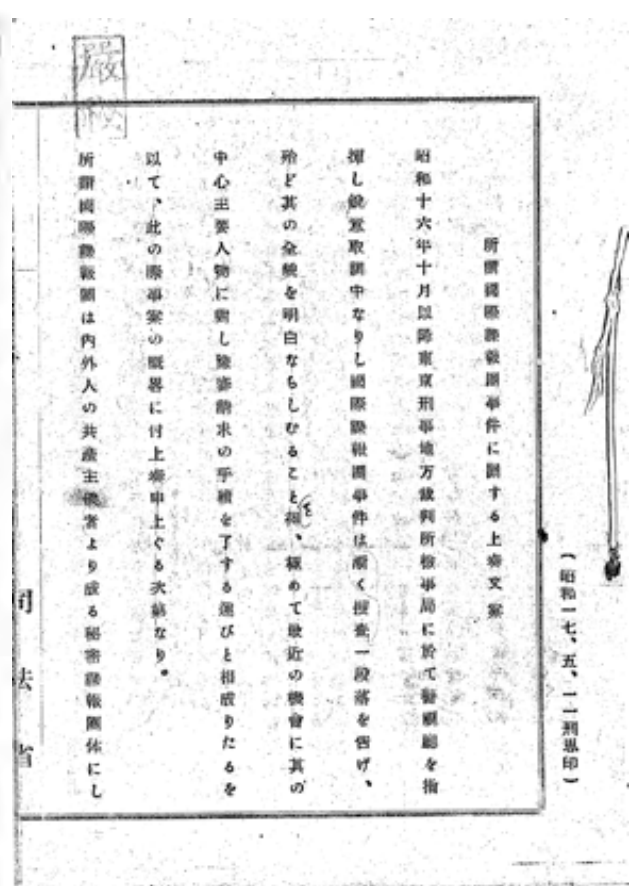 (昭和一七、五、一一刑思印)
所謂國際諜報團事件に關する上奏文案
昭和十六年十月以降東京刑事地方裁判所檢事局に於て警視廳を指
揮し鋭意取調中なりし國際諜報團事件は漸く捜査一段落を告げ、
殆ど其の全貌を明白ならしむることを得、極めて最近の機會に其の
中心主要人物に對し豫審請求の手續を了する運びと相成りたるを
以て、此の際事案の概略に付上奏申上ぐる次第なり。
所謂國際諜報團は内外人の共産主義者より成る秘密諜報團体にし
嚴秘
司法省